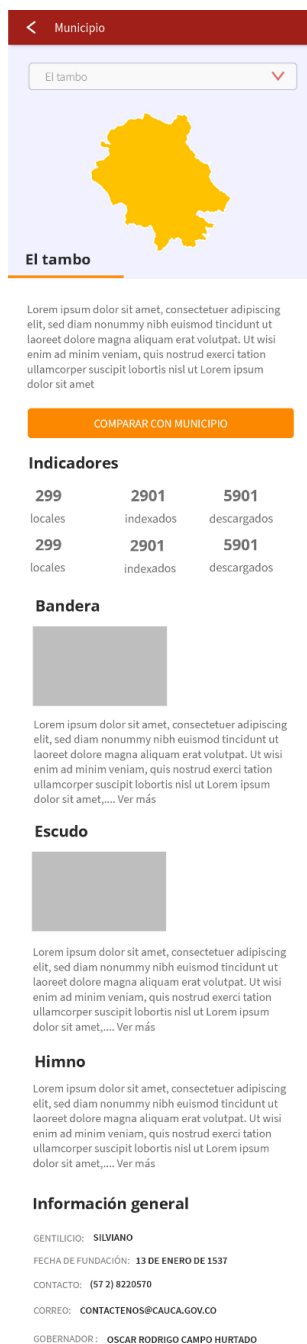 Municipio
El tambo
El tambo
Lorem ipsum dolor sit amet, consectetuer adipiscing
elit, sed diam nonummy nibh euismod tincidunt ut
laoreet dolore magna aliquam erat volutpat. Ut wisi
enim ad minim veniam, quis nostrud exerci tation
ullamcorper suscipit lobortis nisl ut Lorem ipsum
dolor sit amet
COMPARAR CON MUNICIPIO
Indicadores
299 2901 5901
locales indexados descargados
299 2901 5901
locales indexados descargados
Bandera
Lorem ipsum dolor sit amet, consectetuer adipiscing
elit, sed diam nonummy nibh euismod tincidunt ut
laoreet dolore magna aliquam erat volutpat. Ut wisi
enim ad minim veniam, quis nostrud exerci tation
ullamcorper suscipit lobortis nisl ut Lorem ipsum
dolor sit amet,.... Ver más
Escudo
Lorem ipsum dolor sit amet, consectetuer adipiscing
elit, sed diam nonummy nibh euismod tincidunt ut
laoreet dolore magna aliquam erat volutpat. Ut wisi
enim ad minim veniam, quis nostrud exerci tation
ullamcorper suscipit lobortis nisl ut Lorem ipsum
dolor sit amet,.... Ver más
Himno
Lorem ipsum dolor sit amet, consectetuer adipiscing
elit, sed diam nonummy nibh euismod tincidunt ut
laoreet dolore magna aliquam erat volutpat. Ut wisi
enim ad minim veniam, quis nostrud exerci tation
ullamcorper suscipit lobortis nisl ut Lorem ipsum
dolor sit amet,.... Ver más
Información general
GENTILICIO: SILVIANO
FECHA DE FUNDACIÓN: 13 DE ENERO DE 1537
CONTACTO: (57 2) 8220570
CORREO: CONTACTENOS@CAUCA.GOV.CO
GOBERNADOR : OSCAR RODRIGO CAMPO HURTADO